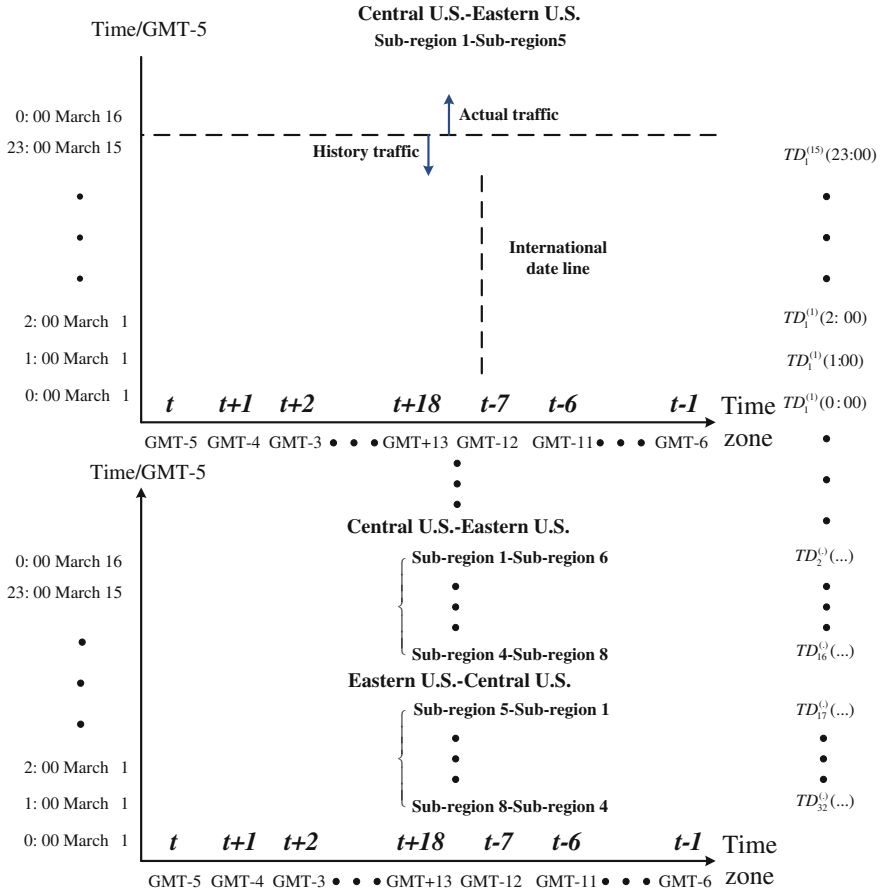 Central U.S.-Eastern U.S.
Sub-region 1-Sub-region5
Time/GMT-5
0: 00 March 16
23: 00 March 15
Actual traffic
History traffic
International
date line
2: 00 March 1
1: 00 March 1
0: 00 March 1
t t+1 t+2 t+18 t-7 t-6 t-1
GMT-5 GMT-4 GMT-3 GMT+13 GMT-12 GMT-11 GMT-6
Time
zone
TD_1^{(15)}(23:00)
TD_1^{(1)}(2: 00)
TD_1^{(1)}(1:00)
TD_1^{(1)}(0:00)
Time/GMT-5
Central U.S.-Eastern U.S.
0: 00 March 16
Sub-region 1-Sub-region 6
TD_2^{(.)}(...)
23: 00 March 15
Sub-region 4-Sub-region 8
TD_{16}^{(.)}(...)
Eastern U.S.-Central U.S.
Sub-region 5-Sub-region 1
TD_{17}^{(.)}(...)
2: 00 March 1
1: 00 March 1
Sub-region 8-Sub-region 4
TD_{32}^{(.)}(...)
0: 00 March 1
t t+1 t+2 t+18 t-7 t-6 t-1
GMT-5 GMT-4 GMT-3 GMT+13 GMT-12 GMT-11 GMT-6
Time
zone